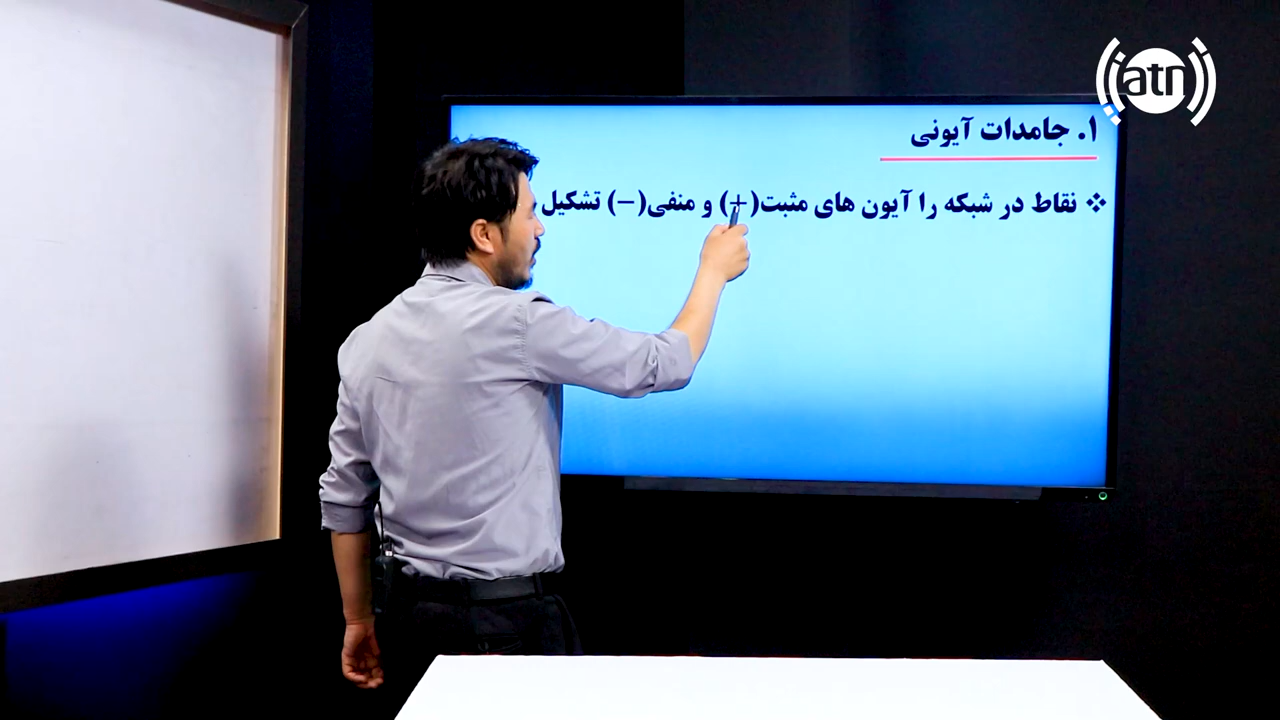 atn
۱. جامدات آیونی
❖ نقاط در شبکه را آیون های مثبت(+) و منفی(−) تشکیل